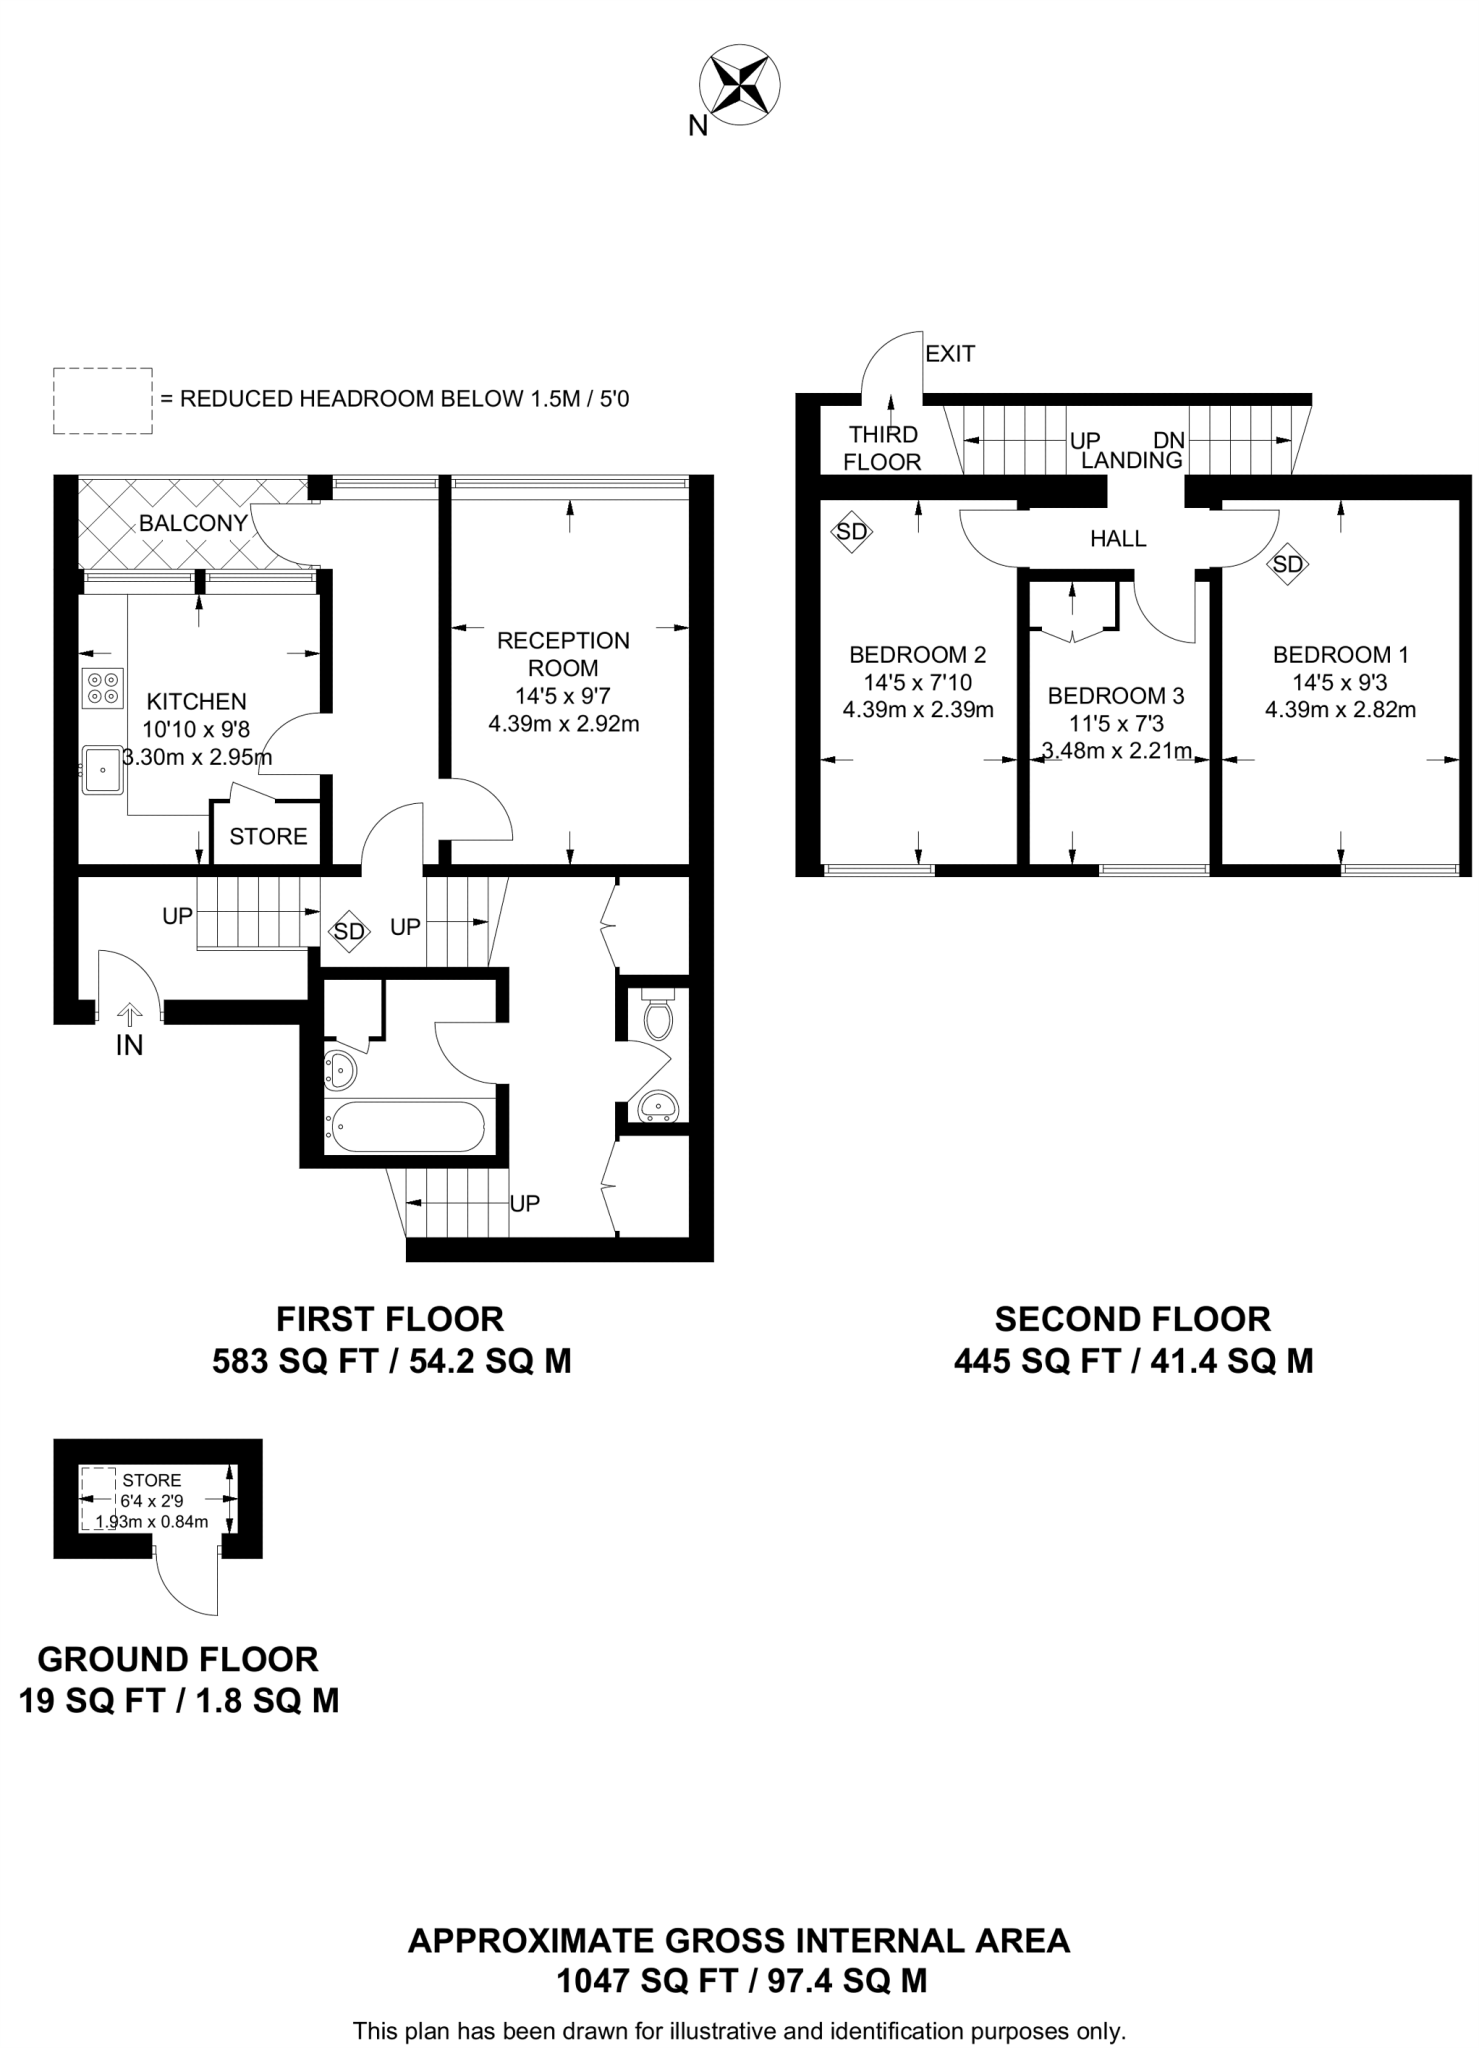 N
= REDUCED HEADROOM BELOW 1.5M / 5'0
BALCONY
KITCHEN
10'10 x 9'8
3.30m x 2.95m
STORE
RECEPTION
ROOM
14'5 x 9'7
4.39m x 2.92m
UP
SD
UP
IN
UP
FIRST FLOOR
583 SQ FT / 54.2 SQ M
EXIT
THIRD
FLOOR
UP
DN
LANDING
SD
HALL
SD
BEDROOM 2
14'5 x 7'10
4.39m x 2.39m
BEDROOM 3
11'5 x 7'3
3.48m x 2.21m
BEDROOM 1
14'5 x 9'3
4.39m x 2.82m
SECOND FLOOR
445 SQ FT / 41.4 SQ M
STORE
6'4 x 2'9
1.93m x 0.84m
GROUND FLOOR
19 SQ FT / 1.8 SQ M
APPROXIMATE GROSS INTERNAL AREA
1047 SQ FT / 97.4 SQ M
This plan has been drawn for illustrative and identification purposes only.